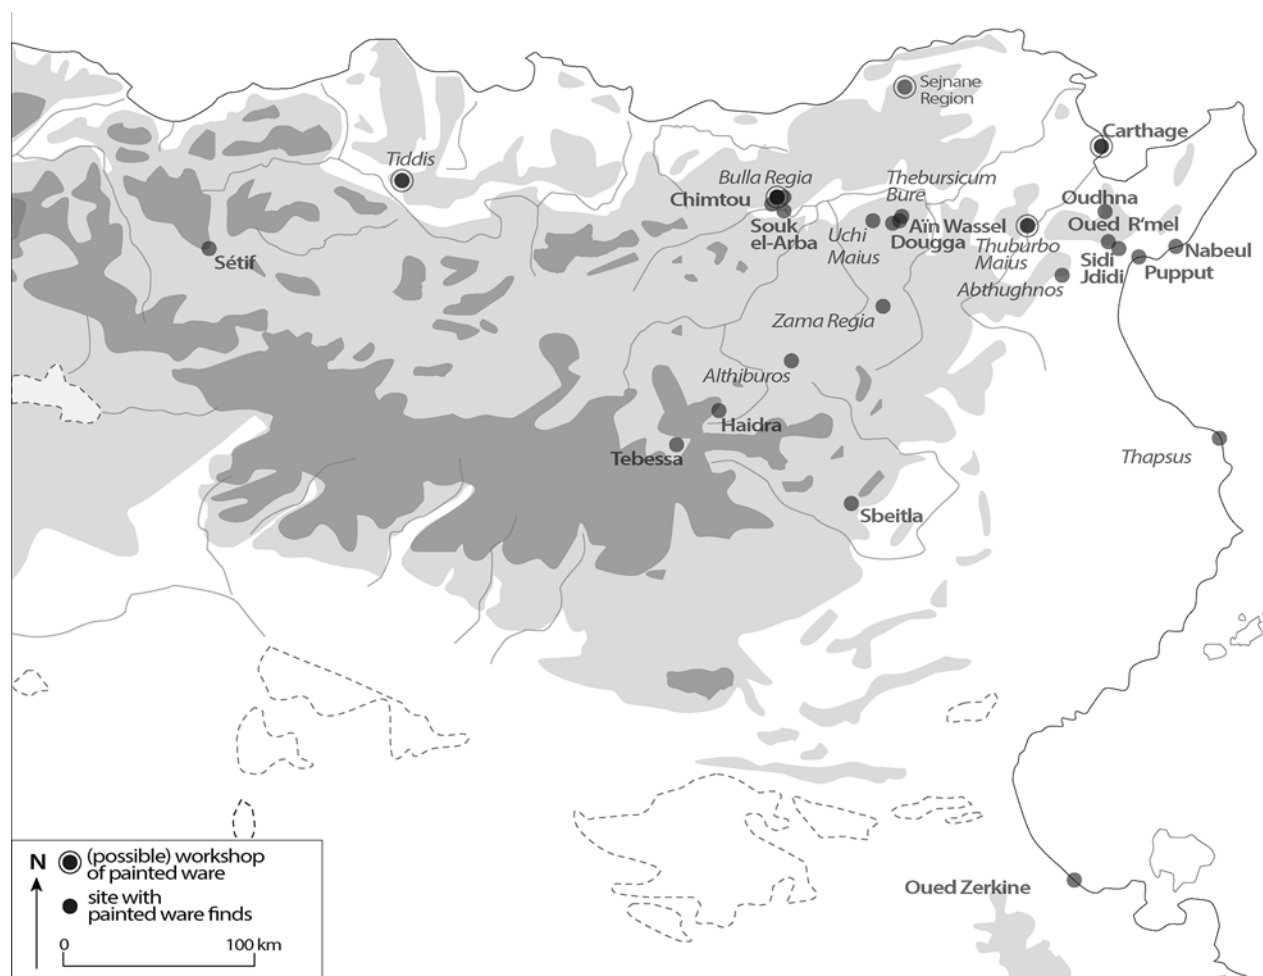 Sejnane
Region
Carthage
Tiddis
Bulla Regia
Chimtou
Souk
el-Arba
Thebursicum
Bure
Uchi
Maius
Aïn Wassel
Dougga
Thuburbo
Maius
Oudhna
Oued R'mel
Sidi
Jdidi
Nabeul
Pupput
Abthughnos
Sétif
Zama Regia
Althiburos
Haidra
Tebessa
Thapsus
Sbeitla
Oued Zerkine
N
(possible) workshop
of painted ware
site with
painted ware finds
0 100 km